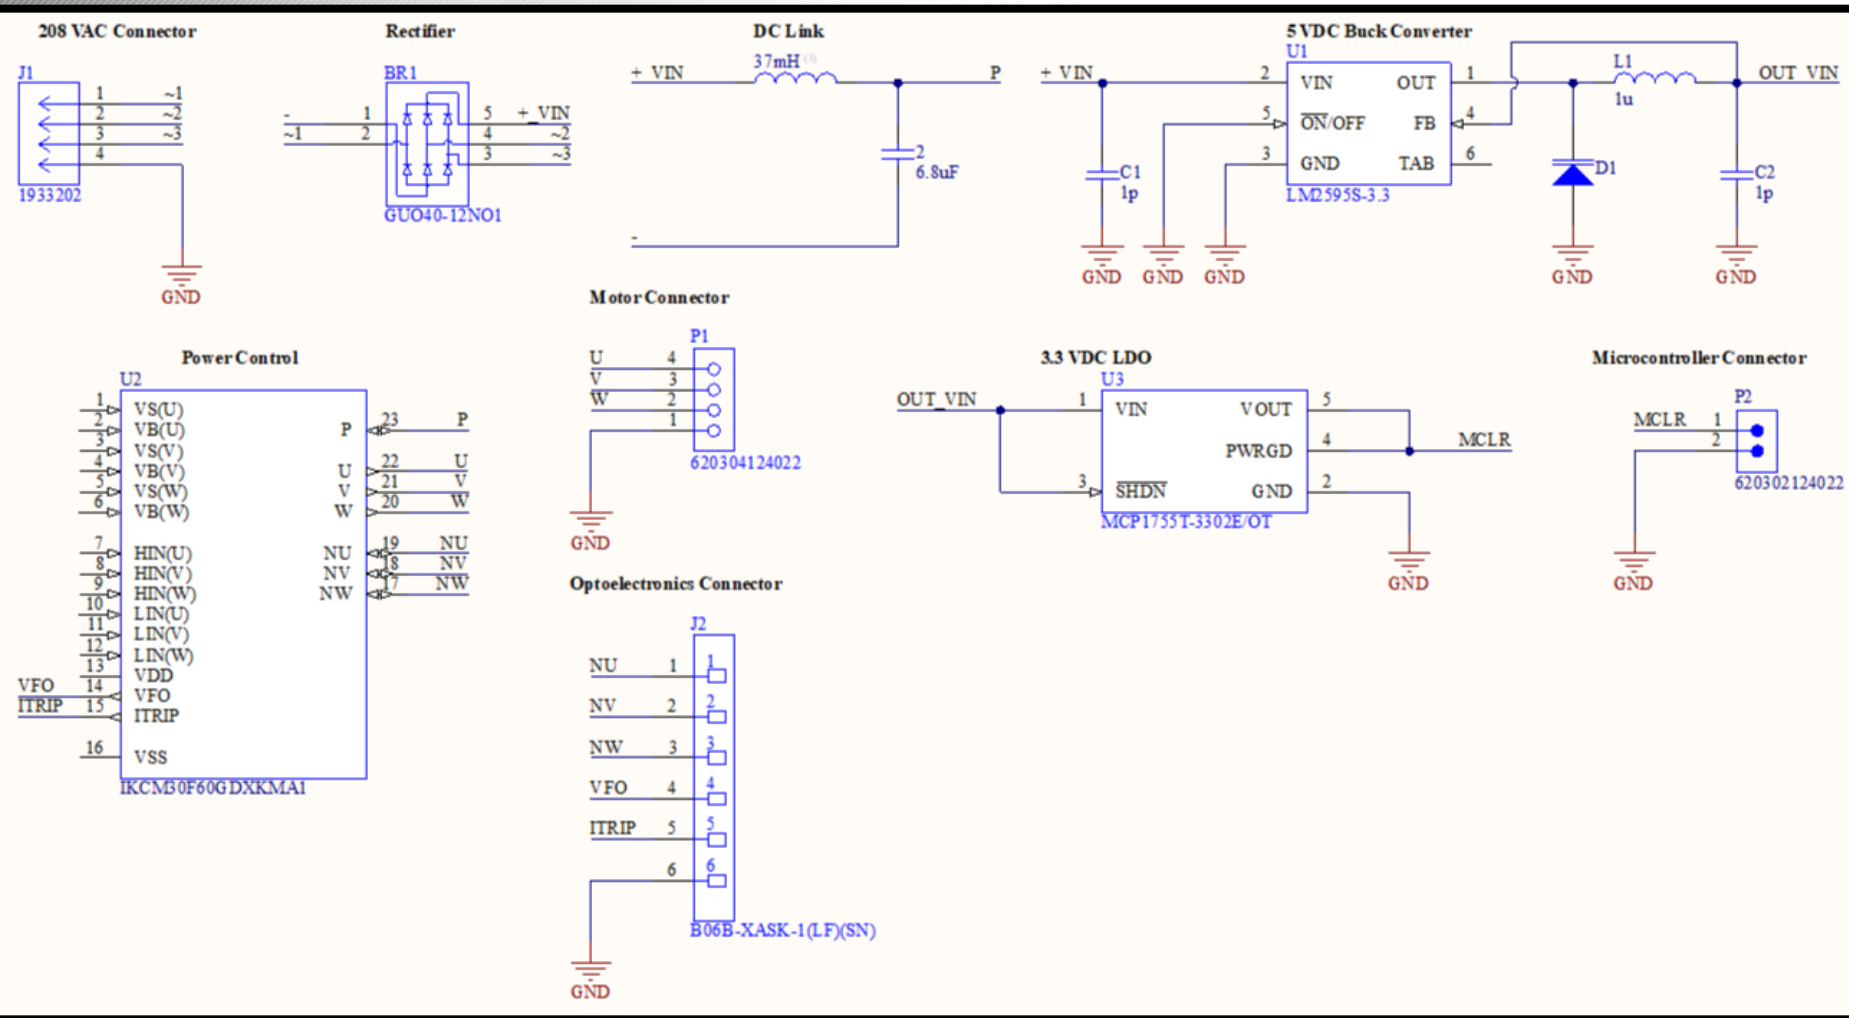 208 VAC Connector
J1
1 ~1
2 ~2
3 ~3
4
1933202
GND
Rectifier
BR1
- 1
~1 2
5 +_VIN
4 ~2
3 ~3
GUO40-12NO1
DC Link
+ VIN
37mH
P
2
6.8uF
-
5 VDC Buck Converter
U1
+ VIN
2 VIN
5 ON/OFF
3 GND
OUT 1
FB 4
TAB 6
LM2595S-3.3
C1
1p
L1
1u
OUT VIN
D1
C2
1p
GND
GND
GND
GND
GND
Power Control
U2
1 VS(U)
2 VB(U)
3 VS(V)
4 VB(V)
5 VS(W)
6 VB(W)
7 HIN(U)
8 HIN(V)
9 HIN(W)
10 LIN(U)
11 LIN(V)
12 LIN(W)
13 VDD
VFO 14 VFO
ITRIP 15 ITRIP
16 VSS
P 23 P
U 22 U
V 21 V
W 20 W
NU 19 NU
NV 18 NV
NW 17 NW
IKCM30F60GDXKMA1
Motor Connector
P1
U 4
V 3
W 2
1
620304124022
GND
3.3 VDC LDO
U3
OUT_VIN
1 VIN
3 SHDN
VOUT 5
PWRGD 4
GND 2
MCLR
MCP1755T-3302E/OT
GND
Microcontroller Connector
P2
MCLR 1
2
620302124022
GND
Optoelectronics Connector
J2
NU 1 1
NV 2 2
NW 3 3
VFO 4 4
ITRIP 5 5
6 6
B06B-XASK-1(LF)(SN)
GND